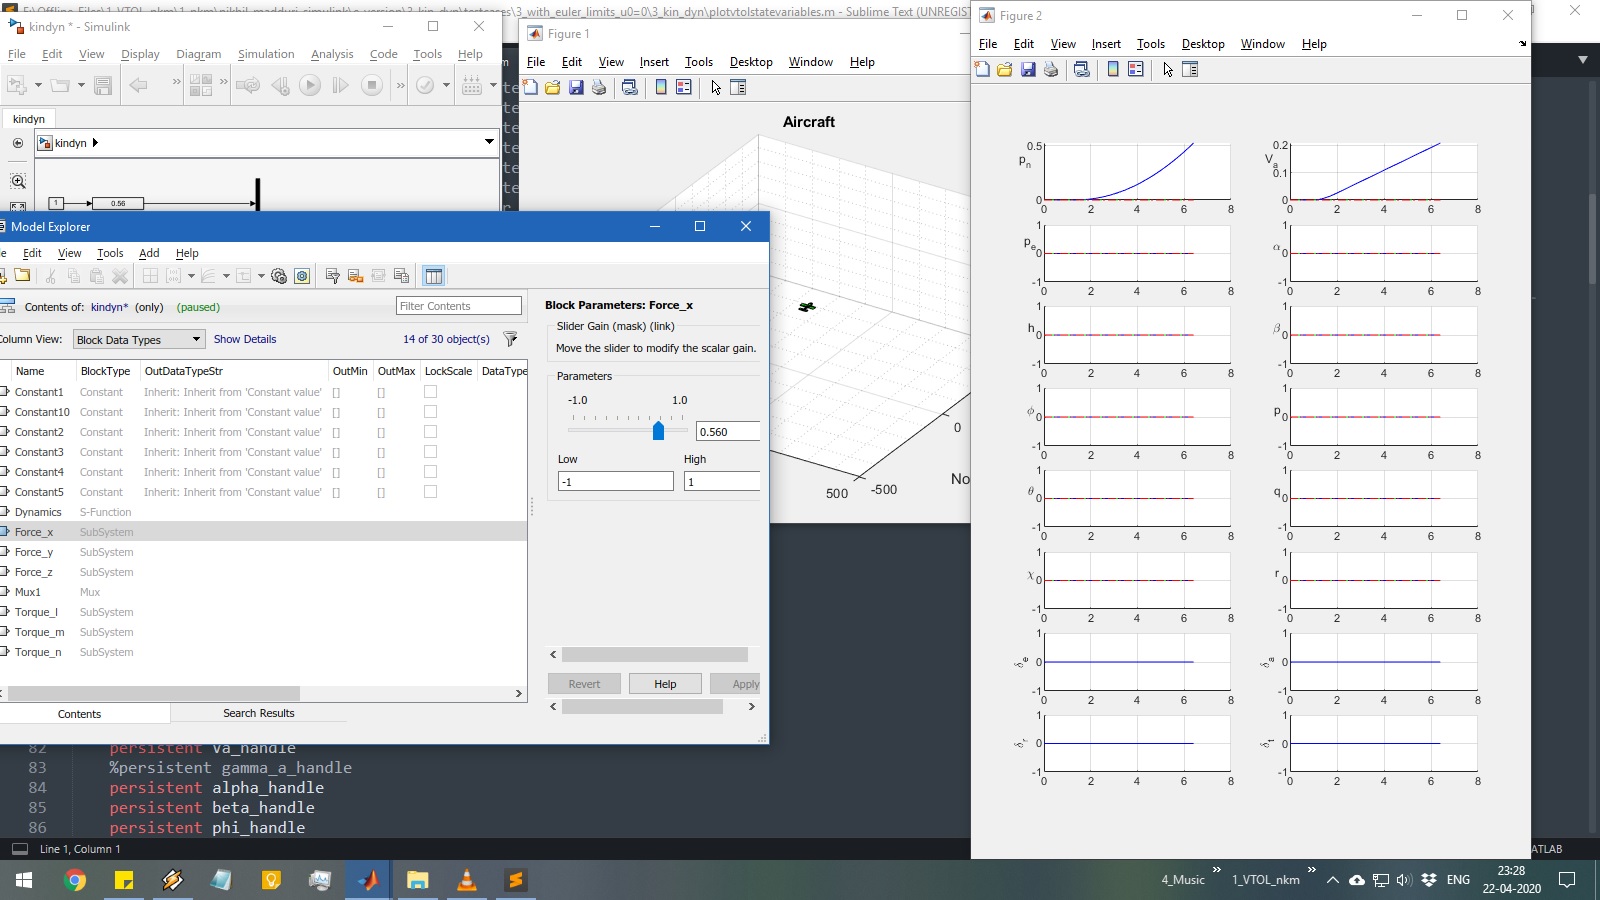 F:\Offline_Files\1_VTOL_nkm\1_nkm\nikhil_madduri_simulink\c_version\3_kin_dyn\testcases\3_with_euler_limits_u0=0\3_kin_dyn\plotvtolstatevariables.m - Sublime Text (UNREGIST
kindyn * - Simulink
File Edit View Display Diagram Simulation Analysis Code Tools Help
kindyn
kindyn
1
0.56
Figure 1
File Edit View Insert Tools Desktop Window Help
Aircraft
0
No
500
-500
Model Explorer
Edit View Tools Add Help
Contents of: kindyn* (only) (paused)
Filter Contents
Column View: Block Data Types Show Details 14 of 30 object(s)
Name BlockType OutDataTypeStr OutMin OutMax LockScale DataType
Constant1 Constant Inherit: Inherit from 'Constant value' [] []
Constant10 Constant Inherit: Inherit from 'Constant value' [] []
Constant2 Constant Inherit: Inherit from 'Constant value' [] []
Constant3 Constant Inherit: Inherit from 'Constant value' [] []
Constant4 Constant Inherit: Inherit from 'Constant value' [] []
Constant5 Constant Inherit: Inherit from 'Constant value' [] []
Dynamics S-Function
Force_x SubSystem
Force_y SubSystem
Force_z SubSystem
Mux1 Mux
Torque_l SubSystem
Torque_m SubSystem
Torque_n SubSystem
Contents Search Results
Block Parameters: Force_x
Slider Gain (mask) (link)
Move the slider to modify the scalar gain.
Parameters
-1.0 1.0
0.560
Low High
-1 1
Revert Help Apply
82 persistent Va_handle
83 %persistent gamma_a_handle
84 persistent alpha_handle
85 persistent beta_handle
86 persistent phi_handle
Line 1, Column 1
MATLAB
Figure 2
File Edit View Insert Tools Desktop Window Help
p_n 0.5 0
0 2 4 6 8
V_a 0.2 0.1 0
0 2 4 6 8
p_e 1 0 -1
0 2 4 6 8
α 1 0 -1
0 2 4 6 8
h 1 0 -1
0 2 4 6 8
β 1 0 -1
0 2 4 6 8
ϕ 1 0 -1
0 2 4 6 8
p 1 0 -1
0 2 4 6 8
θ 1 0 -1
0 2 4 6 8
q 1 0 -1
0 2 4 6 8
χ 1 0 -1
0 2 4 6 8
r 1 0 -1
0 2 4 6 8
δ_e 1 0 -1
0 2 4 6 8
δ_a 1 0 -1
0 2 4 6 8
δ_r 1 0 -1
0 2 4 6 8
δ_t 1 0 -1
0 2 4 6 8
4_Music » 1_VTOL_nkm » ENG
23:28
22-04-2020